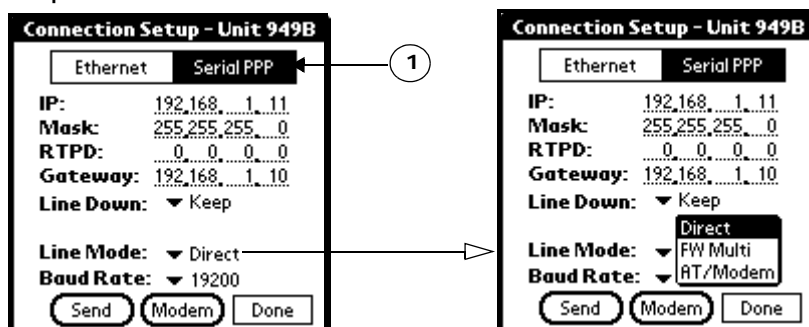 Connection Setup - Unit 949B
Ethernet Serial PPP
1
IP: 192.168. 1. 11
Mask: 255.255.255. 0
RTPD: 0. 0. 0. 0
Gateway: 192.168. 1. 10
Line Down: Keep
Line Mode: Direct
Baud Rate: 19200
Send Modem Done
Connection Setup - Unit 949B
Ethernet Serial PPP
IP: 192.168. 1. 11
Mask: 255.255.255. 0
RTPD: 0. 0. 0. 0
Gateway: 192.168. 1. 10
Line Down: Keep
Direct
Line Mode: FW Multi
Baud Rate: AT/Modem
Send Modem Done